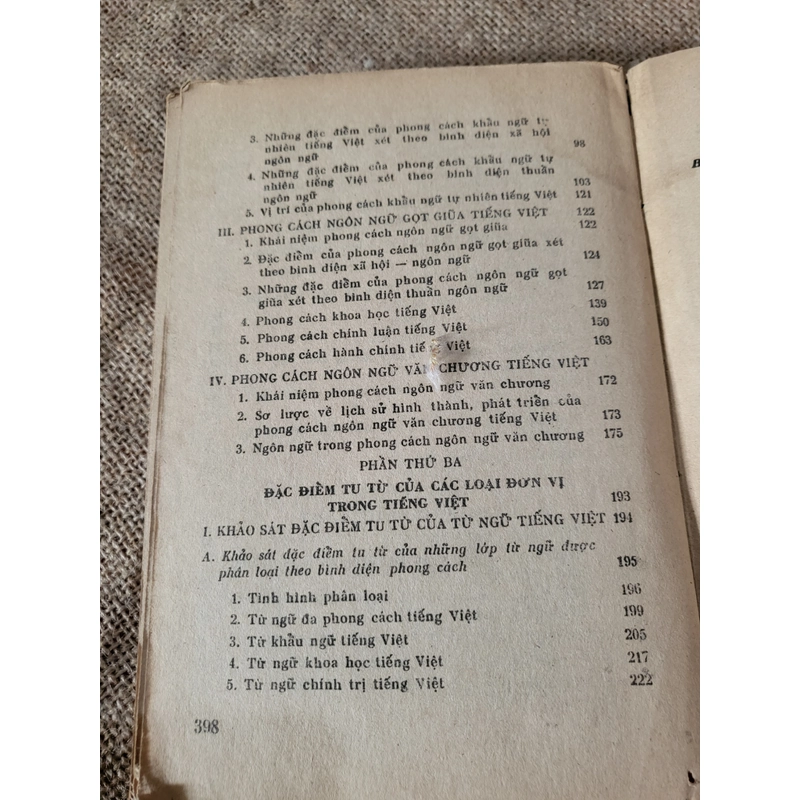 3. Những đặc điểm của phong cách khẩu ngữ tự
nhiên tiếng Việt xét theo bình diện xã hội
ngôn ngữ 98
4. Những đặc điểm của phong cách khẩu ngữ tự
nhiên tiếng Việt xét theo bình diện thuần
ngôn ngữ 103
5. Vị trí của phong cách khẩu ngữ tự nhiên tiếng Việt 121
III. PHONG CÁCH NGÔN NGỮ GỌT GIŨA TIẾNG VIỆT 122
1. Khái niệm phong cách ngôn ngữ gọt giũa 122
2. Đặc điểm của phong cách ngôn ngữ gọt giũa xét
theo bình diện xã hội — ngôn ngữ 124
3. Những đặc điểm của phong cách ngôn ngữ gọt
giũa xét theo bình diện thuần ngôn ngữ 127
4. Phong cách khoa học tiếng Việt 139
5. Phong cách chính luận tiếng Việt 150
6. Phong cách hành chính tiếng Việt 163
IV. PHONG CÁCH NGÔN NGỮ VĂN CHƯƠNG TIẾNG VIỆT
1. Khái niệm phong cách ngôn ngữ văn chương 172
2. Sơ lược về lịch sử hình thành, phát triển của
phong cách ngôn ngữ văn chương tiếng Việt 173
3. Ngôn ngữ trong phong cách ngôn ngữ văn chương 175
PHẦN THỨ BA
ĐẶC ĐIỂM TU TỪ CỦA CÁC LOẠI ĐƠN VỊ
TRONG TIẾNG VIỆT 193
I. KHẢO SÁT ĐẶC ĐIỂM TU TỪ CỦA TỪ NGỮ TIẾNG VIỆT 194
A. Khảo sát đặc điểm tu từ của những lớp từ ngữ được
phân loại theo bình diện phong cách 195
1. Tình hình phân loại 196
2. Từ ngữ đa phong cách tiếng Việt 199
3. Từ khẩu ngữ tiếng Việt 205
4. Từ ngữ khoa học tiếng Việt 217
5. Từ ngữ chính trị tiếng Việt 222
398
B